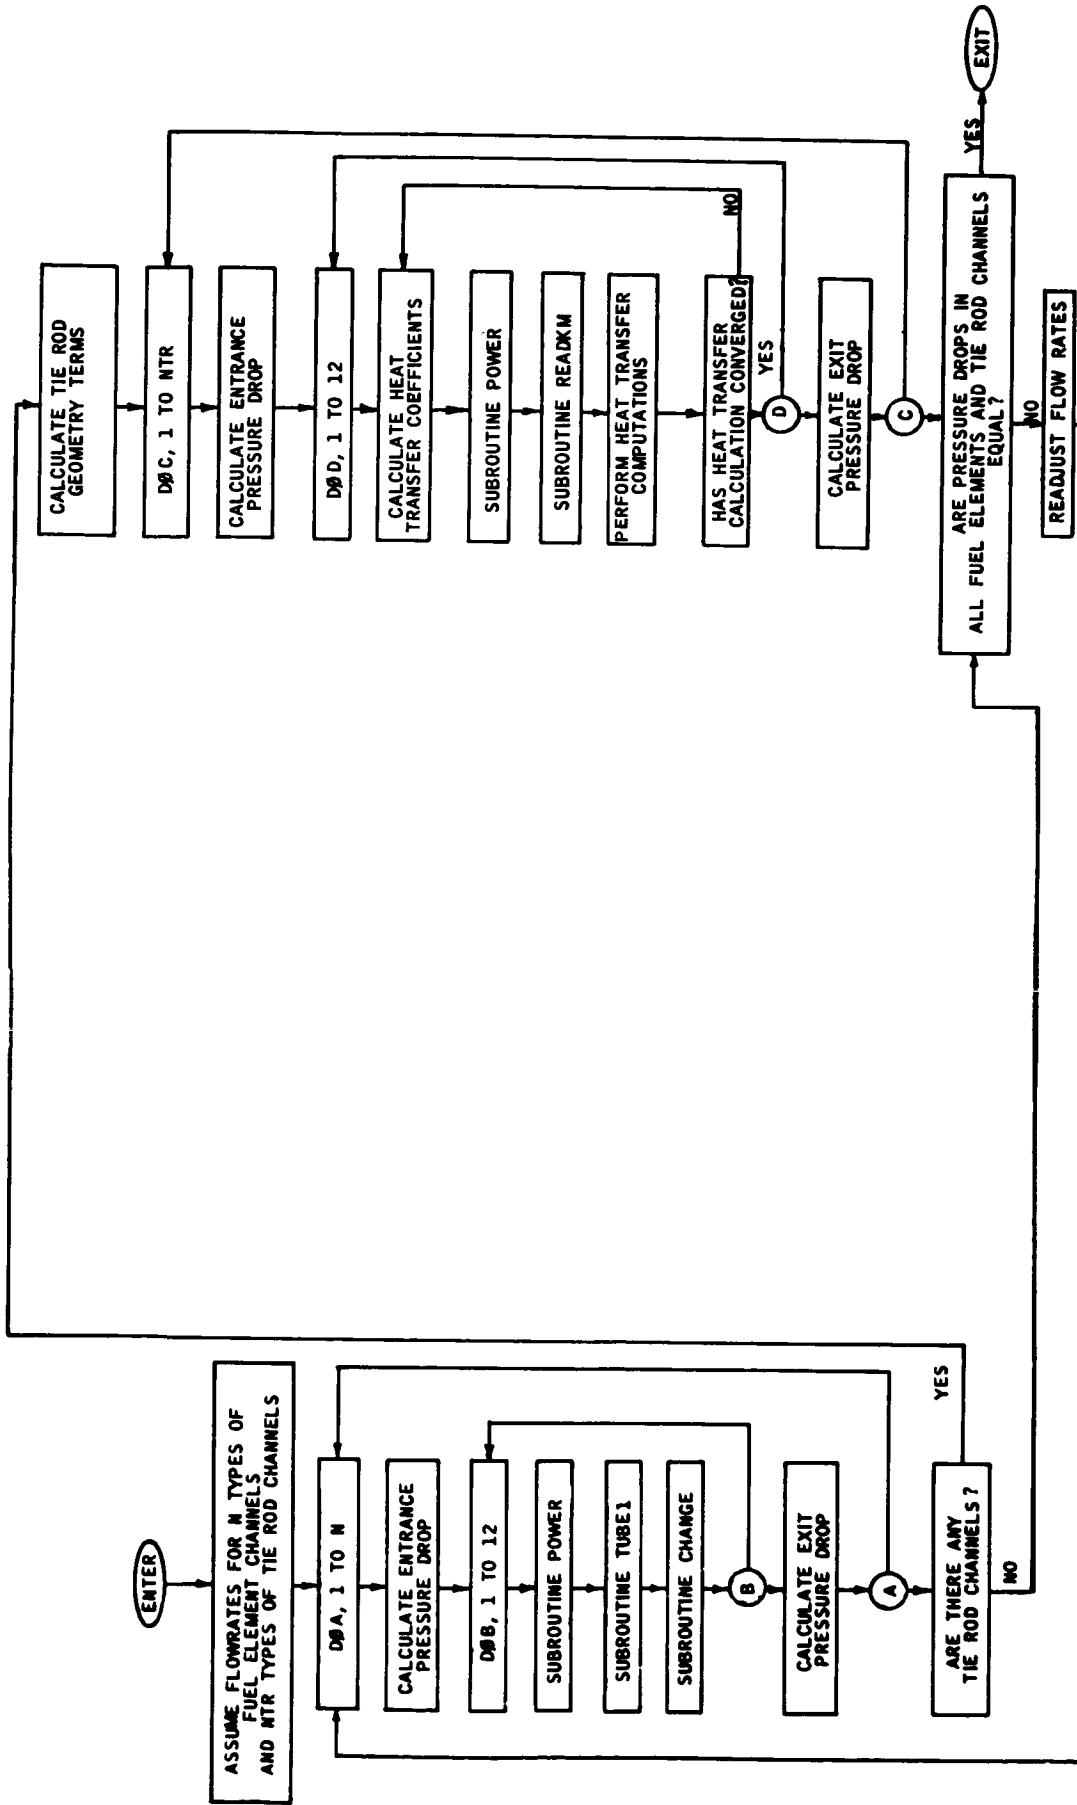 ENTER
ASSUME FLOWRATES FOR N TYPES OF
FUEL ELEMENT CHANNELS
AND NTR TYPES OF TIE ROD CHANNELS
DØ A, 1 TO N
CALCULATE ENTRANCE
PRESSURE DROP
DØ B, 1 TO 12
SUBROUTINE POWER
SUBROUTINE TUBE1
SUBROUTINE CHANGE
B
CALCULATE EXIT
PRESSURE DROP
A
ARE THERE ANY
TIE ROD CHANNELS?
YES
NO
CALCULATE TIE ROD
GEOMETRY TERMS
DØ C, 1 TO NTR
CALCULATE ENTRANCE
PRESSURE DROP
DØ D, 1 TO 12
CALCULATE HEAT
TRANSFER COEFFICIENTS
SUBROUTINE POWER
SUBROUTINE READKM
PERFORM HEAT TRANSFER
COMPUTATIONS
HAS HEAT TRANSFER
CALCULATION CONVERGED?
NO
YES
D
CALCULATE EXIT
PRESSURE DROP
C
ARE PRESSURE DROPS IN
ALL FUEL ELEMENTS AND TIE ROD CHANNELS
EQUAL?
YES
EXIT
NO
READJUST FLOW RATES